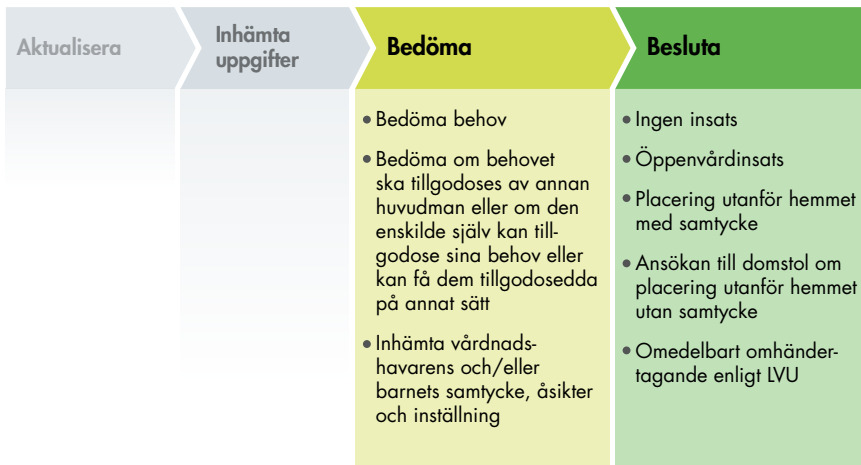 Aktualisera
Inhämta
uppgifter
Bedöma
Besluta
• Bedöma behov
• Bedöma om behovet
ska tillgodoses av annan
huvudman eller om den
enskilde själv kan till-
godose sina behov eller
kan få dem tillgodosedda
på annat sätt
• Inhämta vårdnads-
havarens och/eller
barnets samtycke, åsikter
och inställning
• Ingen insats
• Öppenvårdinsats
• Placering utanför hemmet
med samtycke
• Ansökan till domstol om
placering utanför hemmet
utan samtycke
• Omedelbart omhänder-
tagande enligt LVU